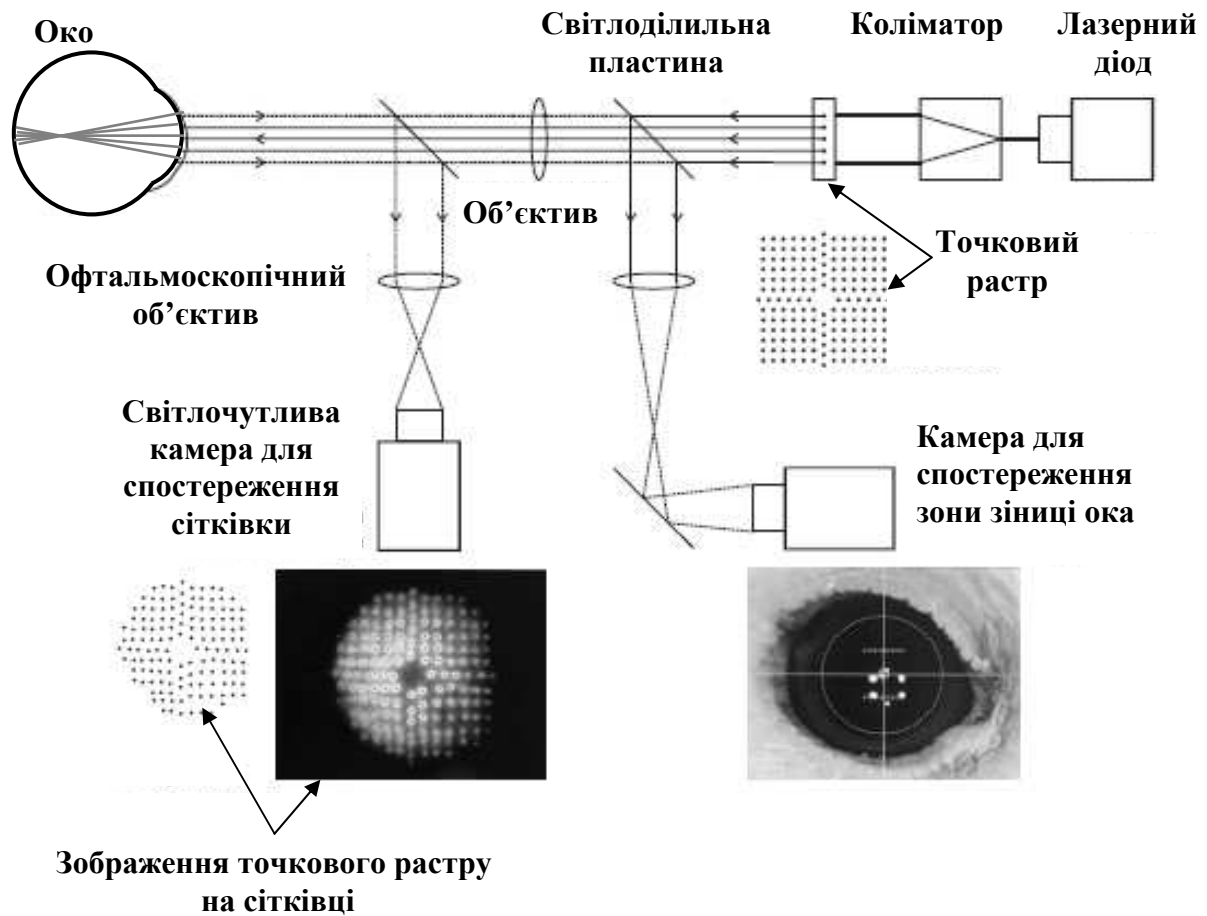 Око
Світлоділильна
пластина
Коліматор
Лазерний
діод
Об’єктив
Точковий
растр
Офтальмоскопічний
об’єктив
Світлочутлива
камера для
спостереження
сітківки
Камера для
спостереження
зони зіниці ока
Зображення точкового растру
на сітківці